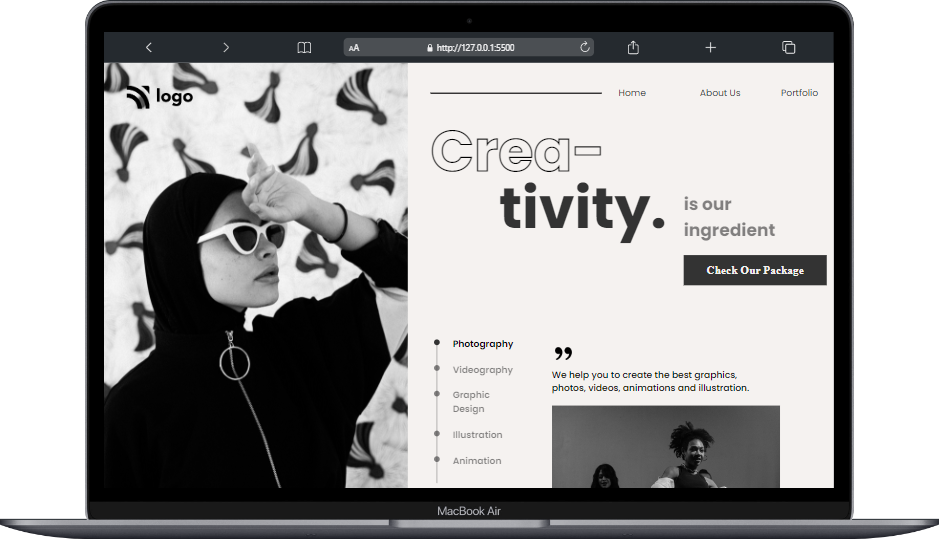 AA
http://127.0.0.1:5500
logo
Home
About Us
Portfolio
Crea-
tivity.
is our
ingredient
Check Our Package
Photography
Videography
Graphic
Design
Illustration
Animation
”
We help you to create the best graphics,
photos, videos, animations and illustration.
MacBook Air